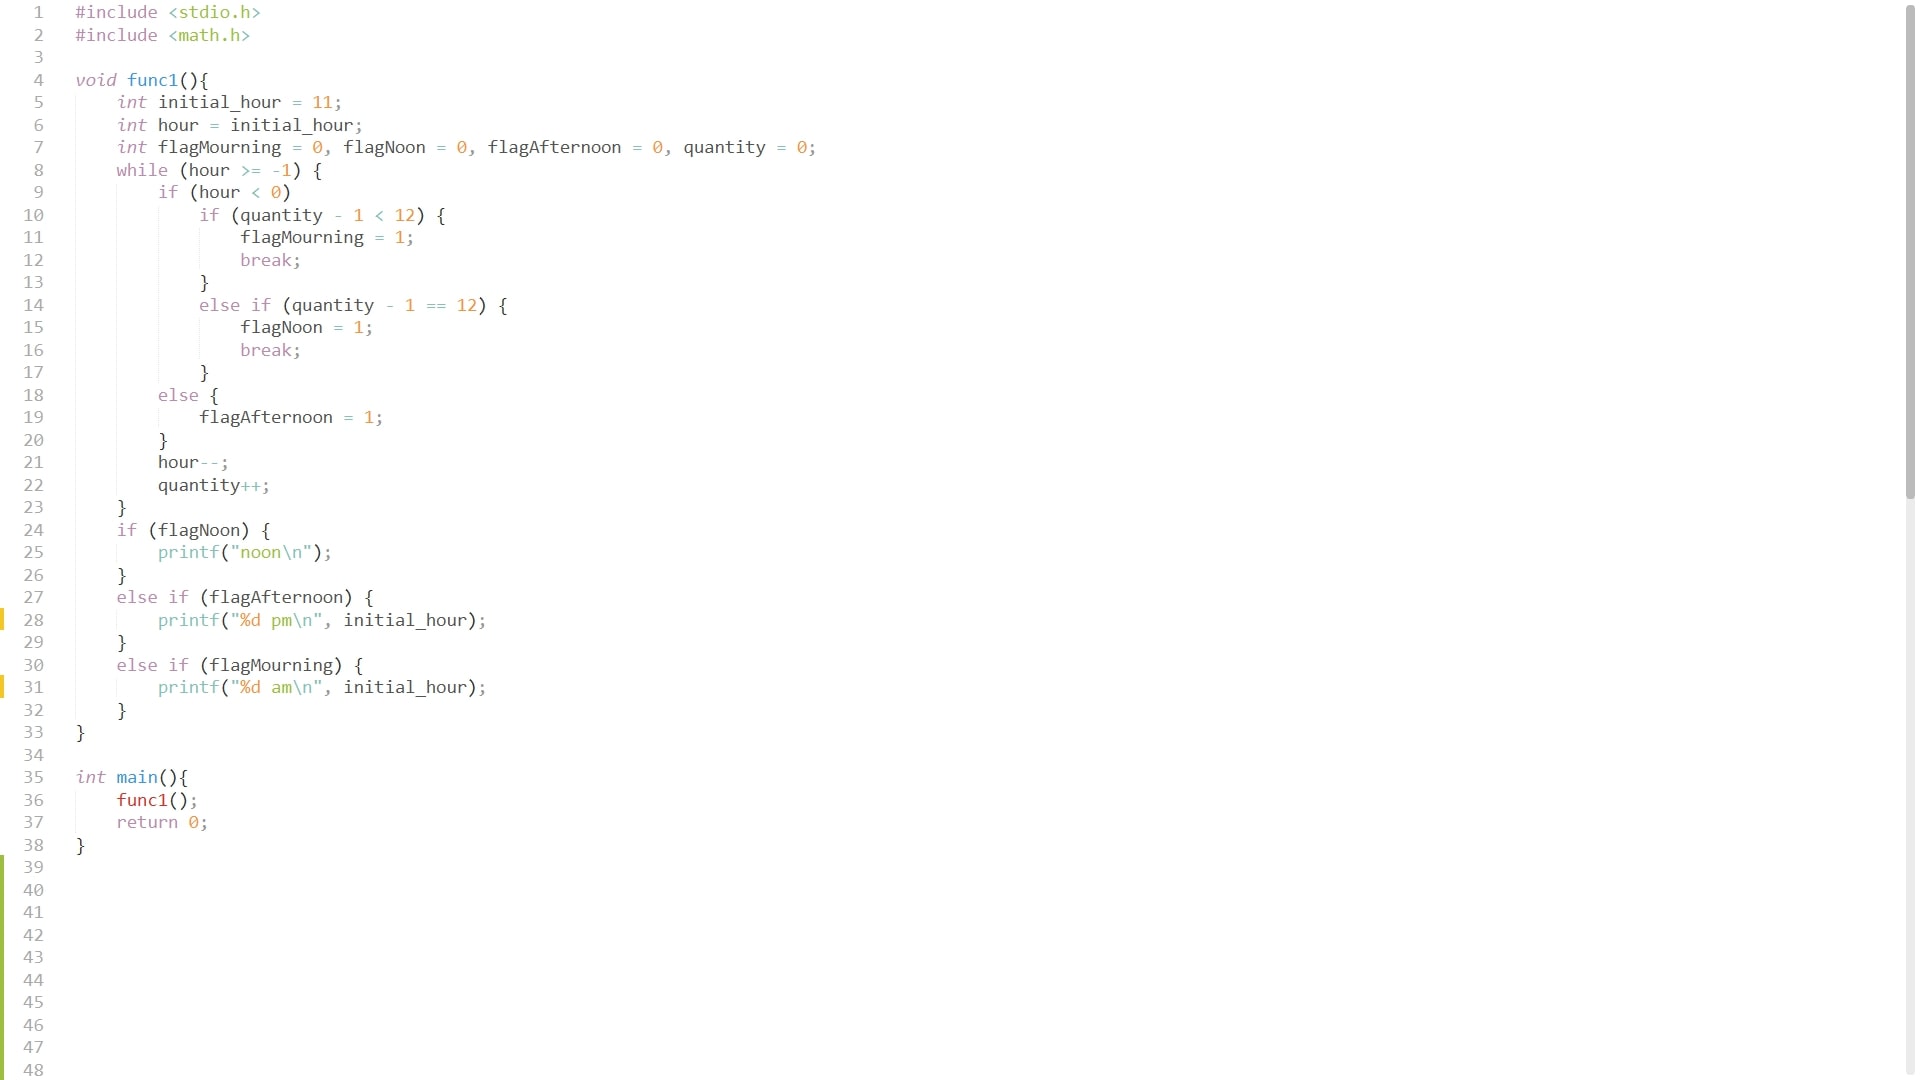 1 #include <stdio.h>
2 #include <math.h>
3
4 void func1(){
5     int initial_hour = 11;
6     int hour = initial_hour;
7     int flagMourning = 0, flagNoon = 0, flagAfternoon = 0, quantity = 0;
8     while (hour >= -1) {
9         if (hour < 0)
10             if (quantity - 1 < 12) {
11                 flagMourning = 1;
12                 break;
13             }
14             else if (quantity - 1 == 12) {
15                 flagNoon = 1;
16                 break;
17             }
18         else {
19             flagAfternoon = 1;
20         }
21         hour--;
22         quantity++;
23     }
24     if (flagNoon) {
25         printf("noon\n");
26     }
27     else if (flagAfternoon) {
28         printf("%d pm\n", initial_hour);
29     }
30     else if (flagMourning) {
31         printf("%d am\n", initial_hour);
32     }
33 }
34
35 int main(){
36     func1();
37     return 0;
38 }
39
40
41
42
43
44
45
46
47
48